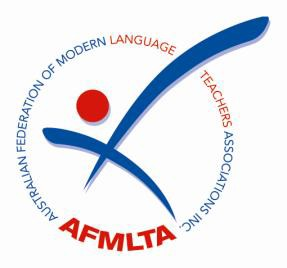 AUSTRALIAN FEDERATION OF MODERN LANGUAGE TEACHERS ASSOCIATIONS INC.
AFMLTA